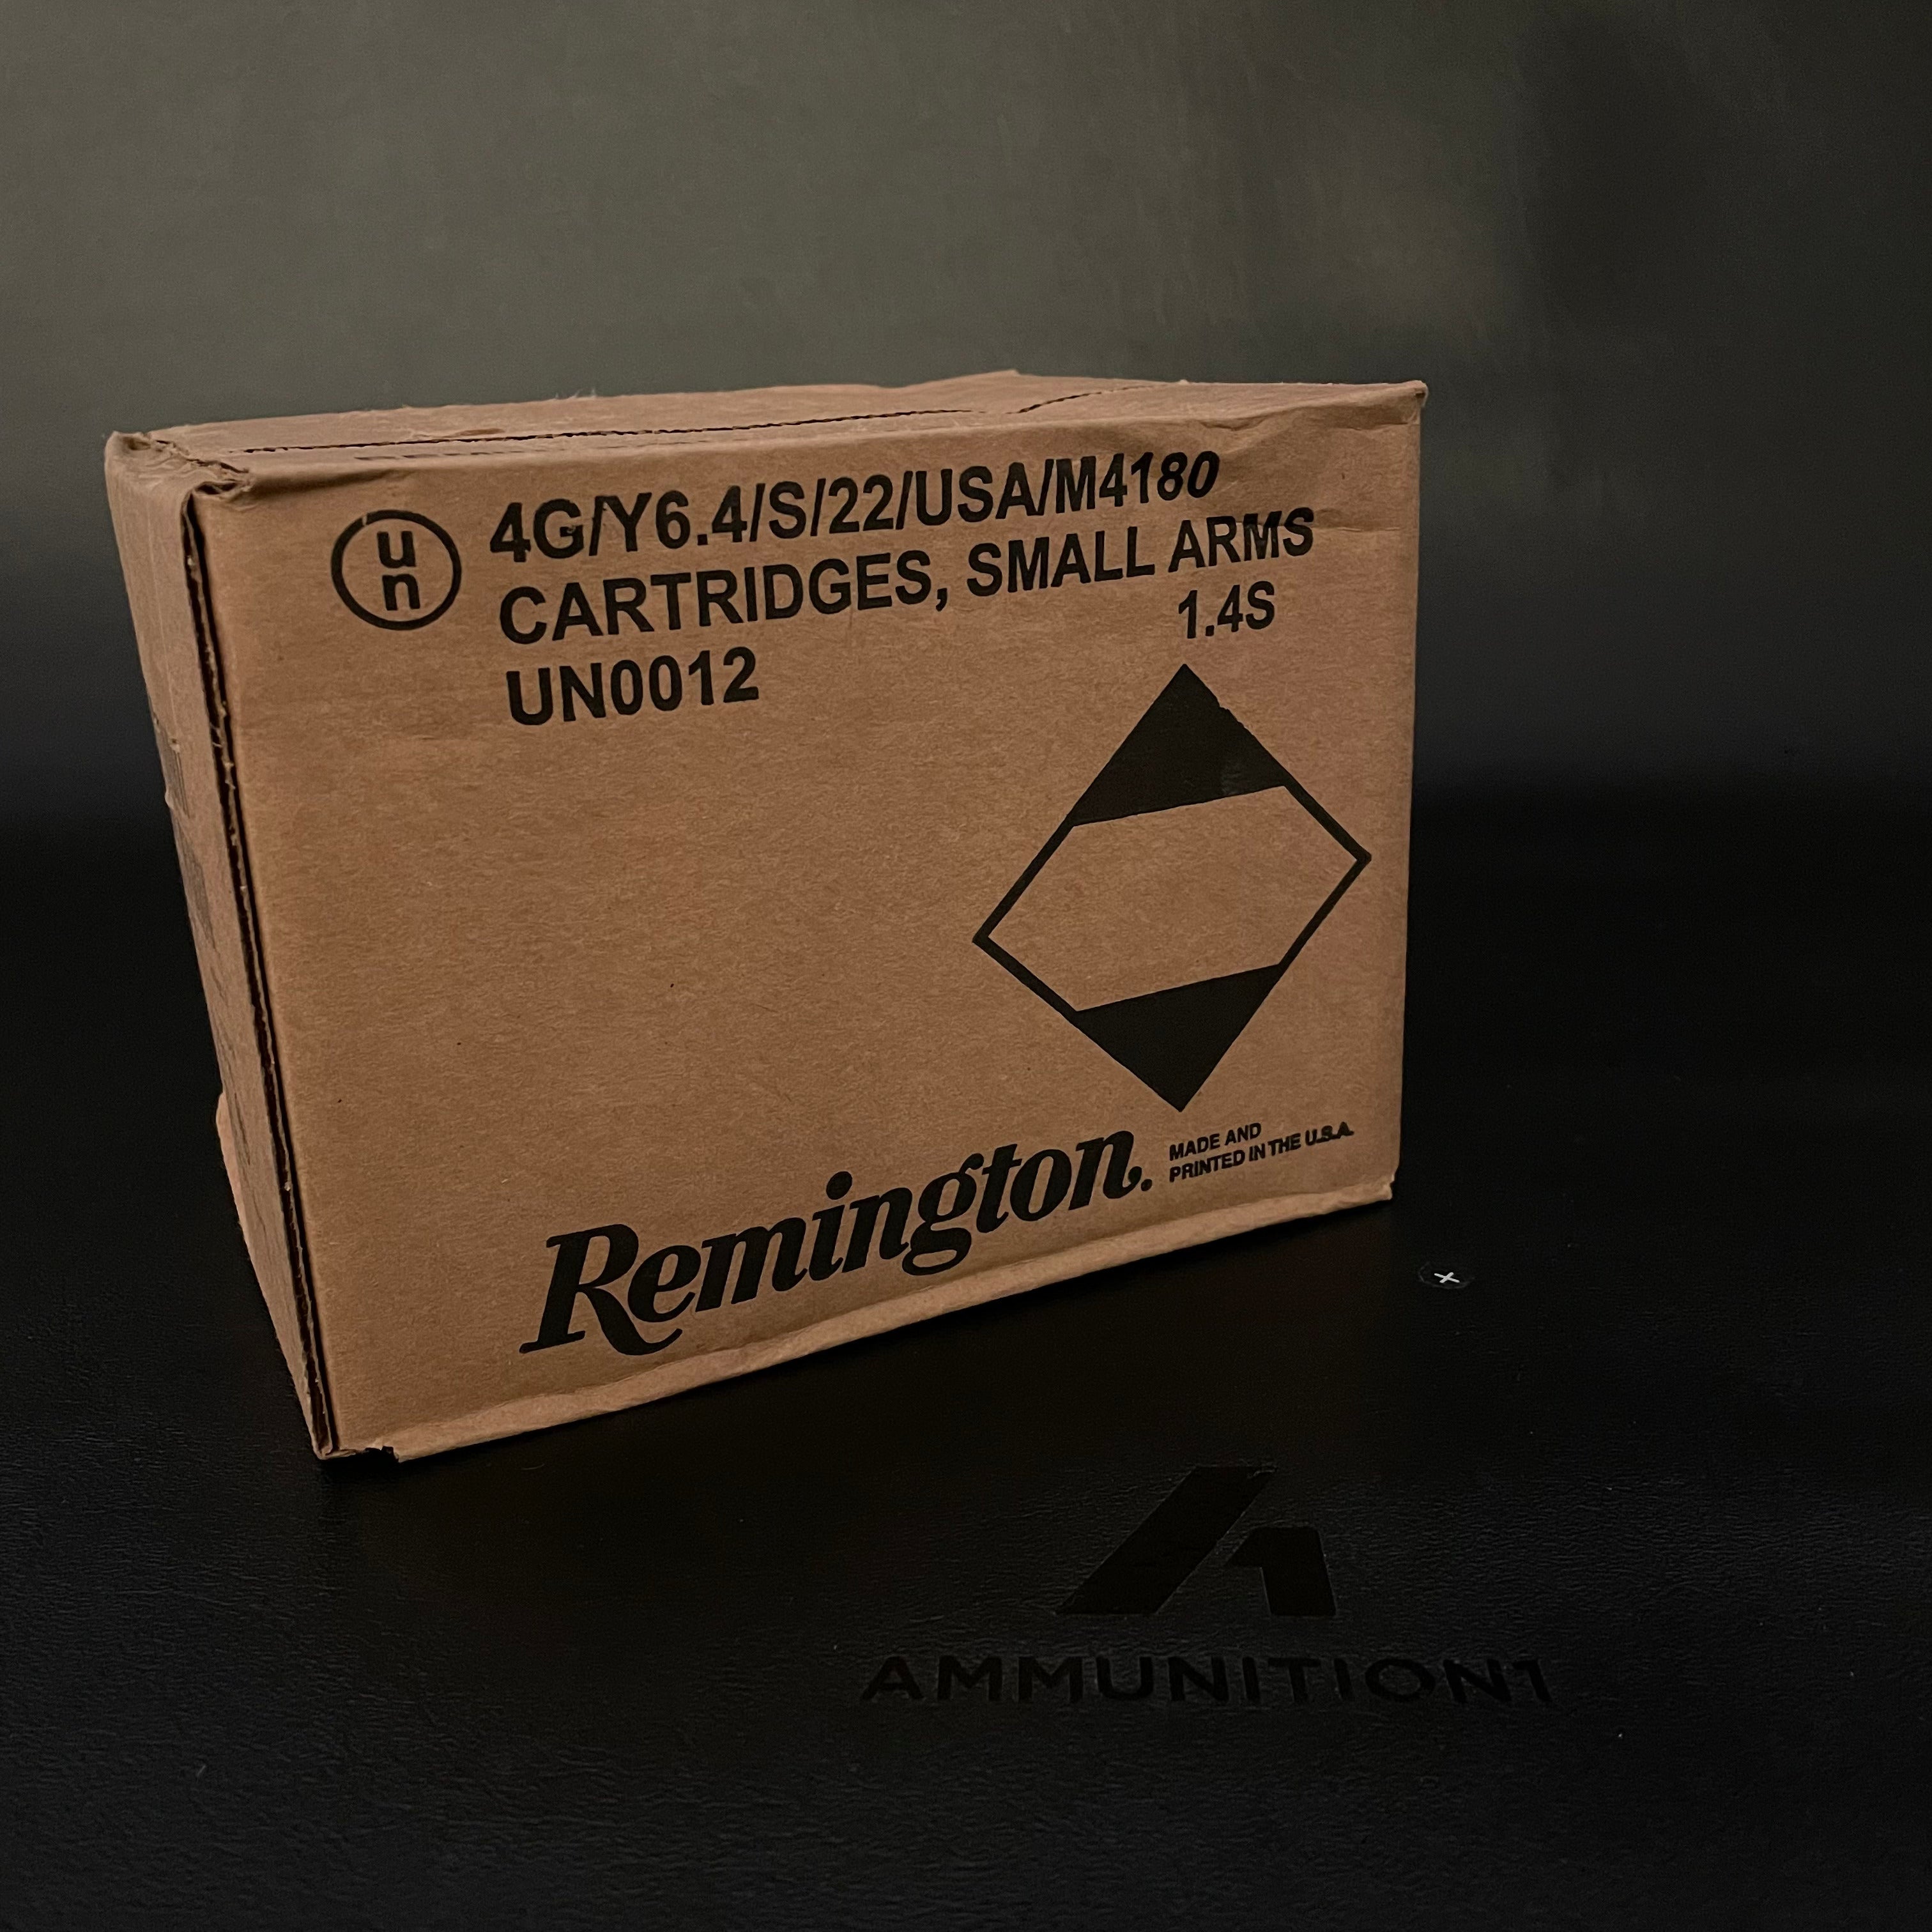 un
4G/Y6.4/S/22/USA/M4180
CARTRIDGES, SMALL ARMS
1.4S
UN0012
Remington.
MADE AND
PRINTED IN THE U.S.A.
AMMUNITION1